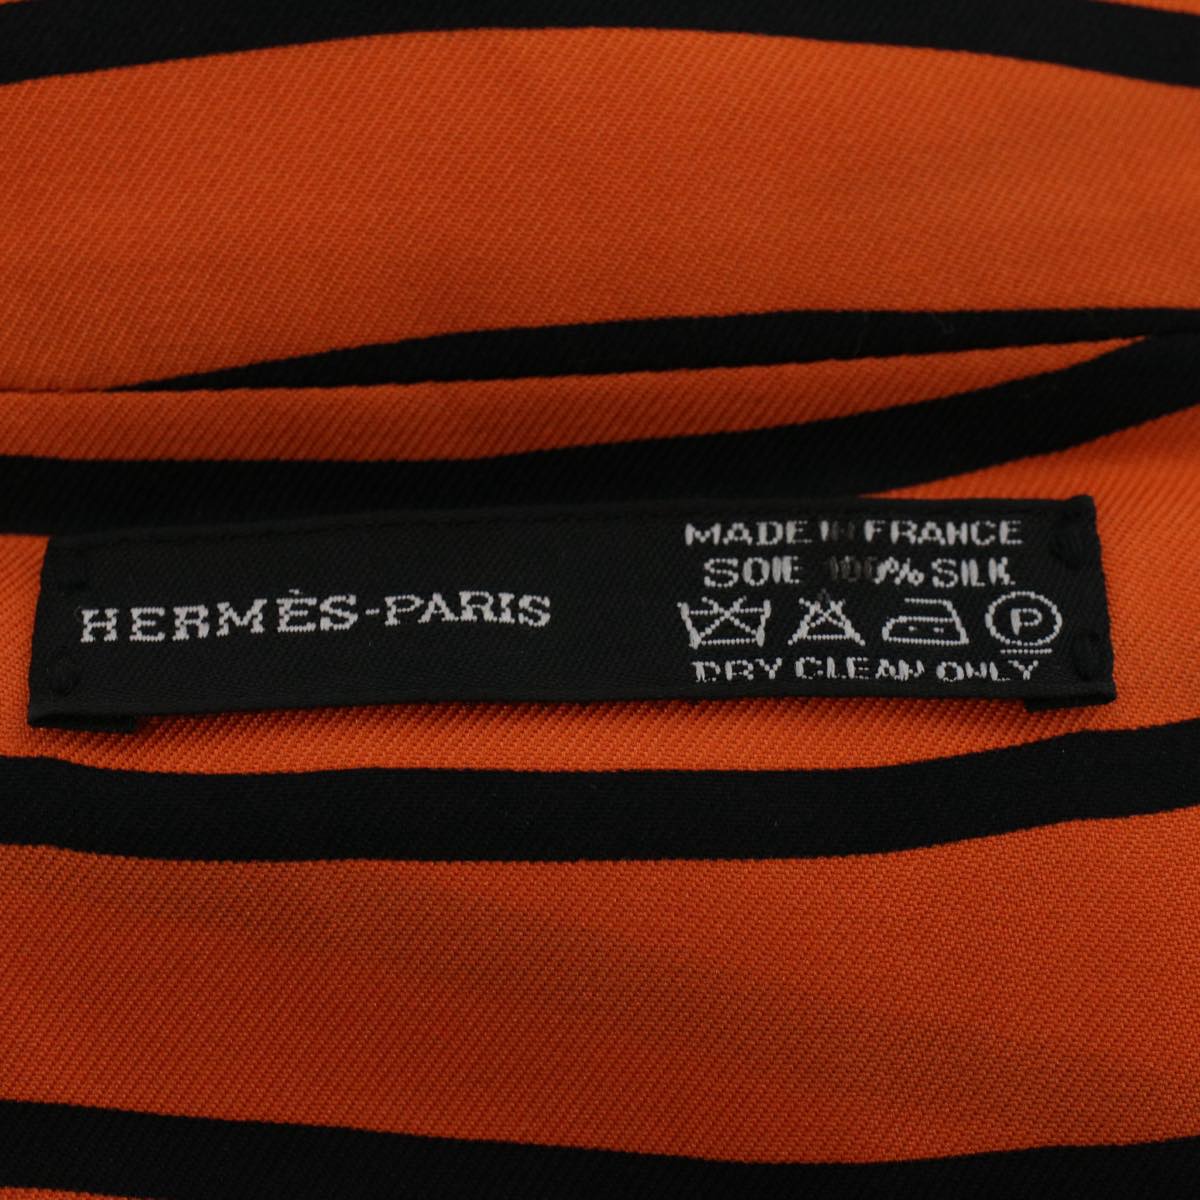 HERMÈS-PARIS
MADE IN FRANCE
SOIE 100% SILK
P
DRY CLEAN ONLY